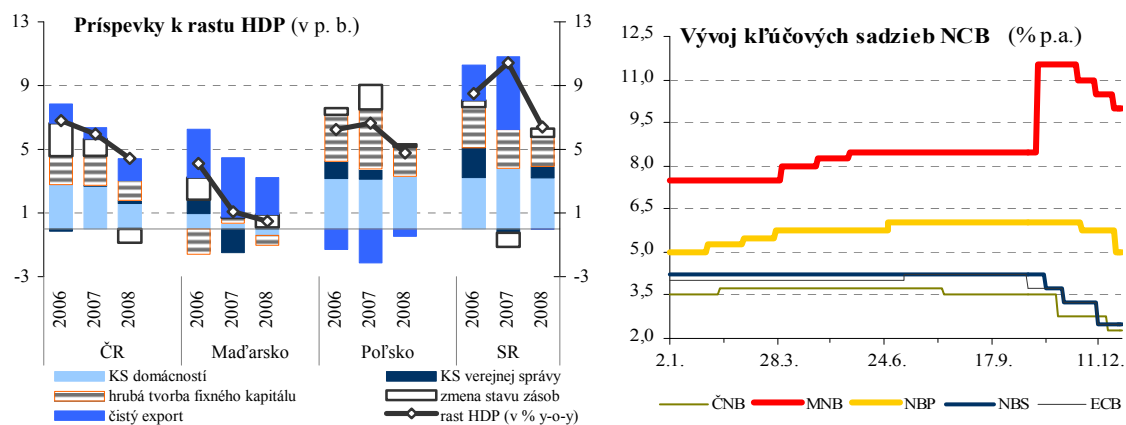 Príspevky k rastu HDP (v p. b.)
13
9
5
1
-3
13
9
5
1
-3
2006
2007
2008
2006
2007
2008
2006
2007
2008
2006
2007
2008
ČR
Maďarsko
Poľsko
SR
KS domácností
KS verejnej správy
hrubá tvorba fixného kapitálu
zmena stavu zásob
čistý export
rast HDP (v % y-o-y)
Vývoj kľúčových sadzieb NCB (% p.a.)
12,5
11,0
9,5
8,0
6,5
5,0
3,5
2,0
2.1.
28.3.
24.6.
17.9.
11.12.
ČNB
MNB
NBP
NBS
ECB